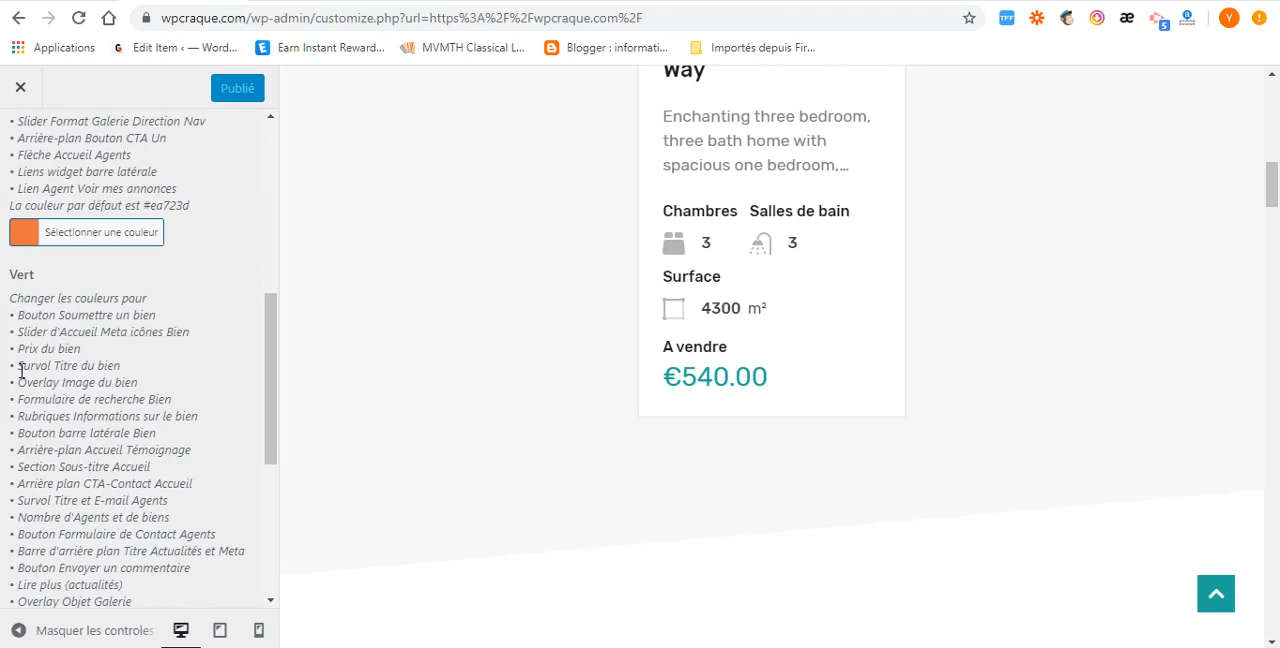 wpcraque.com/wp-admin/customize.php?url=https%3A%2F%2Fwpcraque.com%2F
TFF
æ
5
Y
Applications
G Edit Item ‹ — Word...
E Earn Instant Reward...
MVMTH Classical L...
B Blogger : informati...
Importés depuis Fir...
Publié
• Slider Format Galerie Direction Nav
• Arrière-plan Bouton CTA Un
• Flèche Accueil Agents
• Liens widget barre latérale
• Lien Agent Voir mes annonces
La couleur par défaut est #ea723d
Sélectionner une couleur
Vert
Changer les couleurs pour
• Bouton Soumettre un bien
• Slider d'Accueil Meta icônes Bien
• Prix du bien
• Survol Titre du bien
• Overlay Image du bien
• Formulaire de recherche Bien
• Rubriques Informations sur le bien
• Bouton barre latérale Bien
• Arrière-plan Accueil Témoignage
• Section Sous-titre Accueil
• Arrière plan CTA-Contact Accueil
• Survol Titre et E-mail Agents
• Nombre d'Agents et de biens
• Bouton Formulaire de Contact Agents
• Barre d'arrière plan Titre Actualités et Meta
• Bouton Envoyer un commentaire
• Lire plus (actualités)
• Overlay Objet Galerie
Masquer les controles
Way
Enchanting three bedroom,
three bath home with
spacious one bedroom,...
Chambres Salles de bain
3 3
Surface
4300 m²
A vendre
€540.00